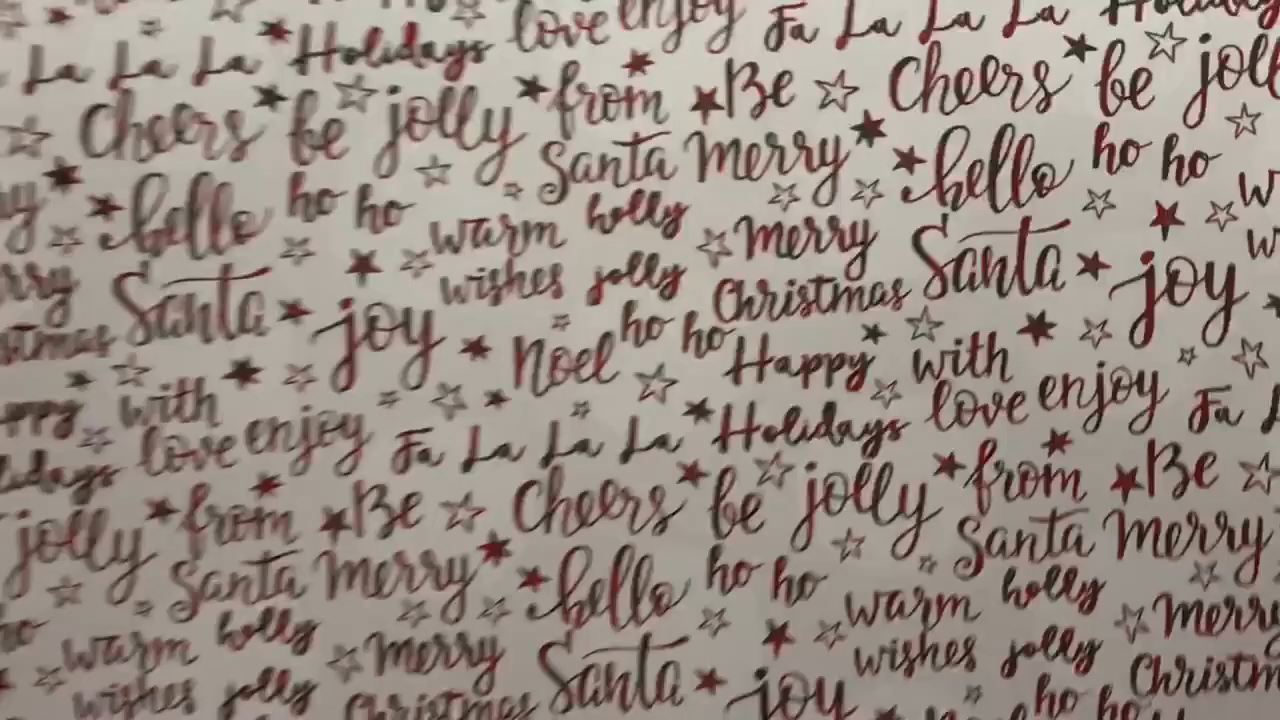 La La La Holidays love enjoy Fa La La La
Cheers be jolly from Be Cheers be
hello ho ho Santa merry hello ho ho
warm holly merry
Santa joy wishes jolly Christmas Santa joy
Noel ho ho Happy with
with
love enjoy Fa La La La Holidays love enjoy Fa
jolly from Be Cheers be jolly from Be
Santa merry hello ho ho Santa merry
warm holly merry Santa warm holly merry
wishes jolly Christmas joy wishes jolly
ho